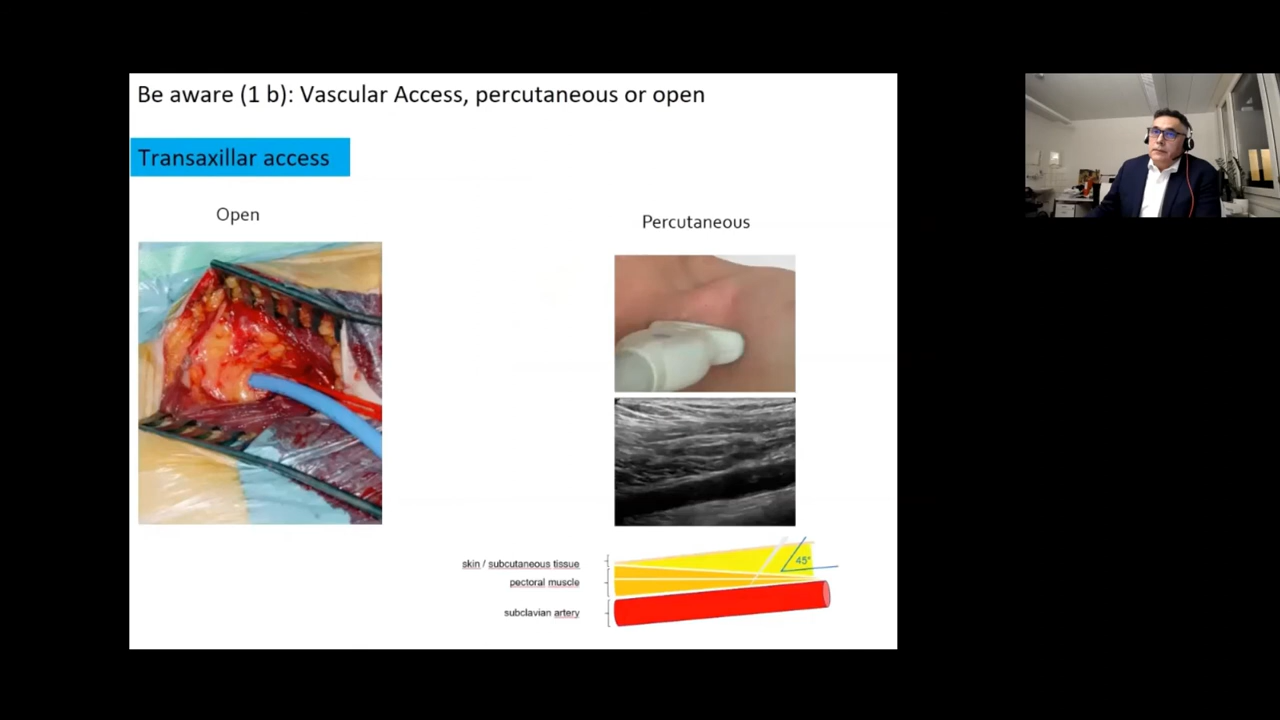 Be aware (1 b): Vascular Access, percutaneous or open
Transaxillar access
Open
Percutaneous
skin / subcutaneous tissue
pectoral muscle
subclavian artery
45°